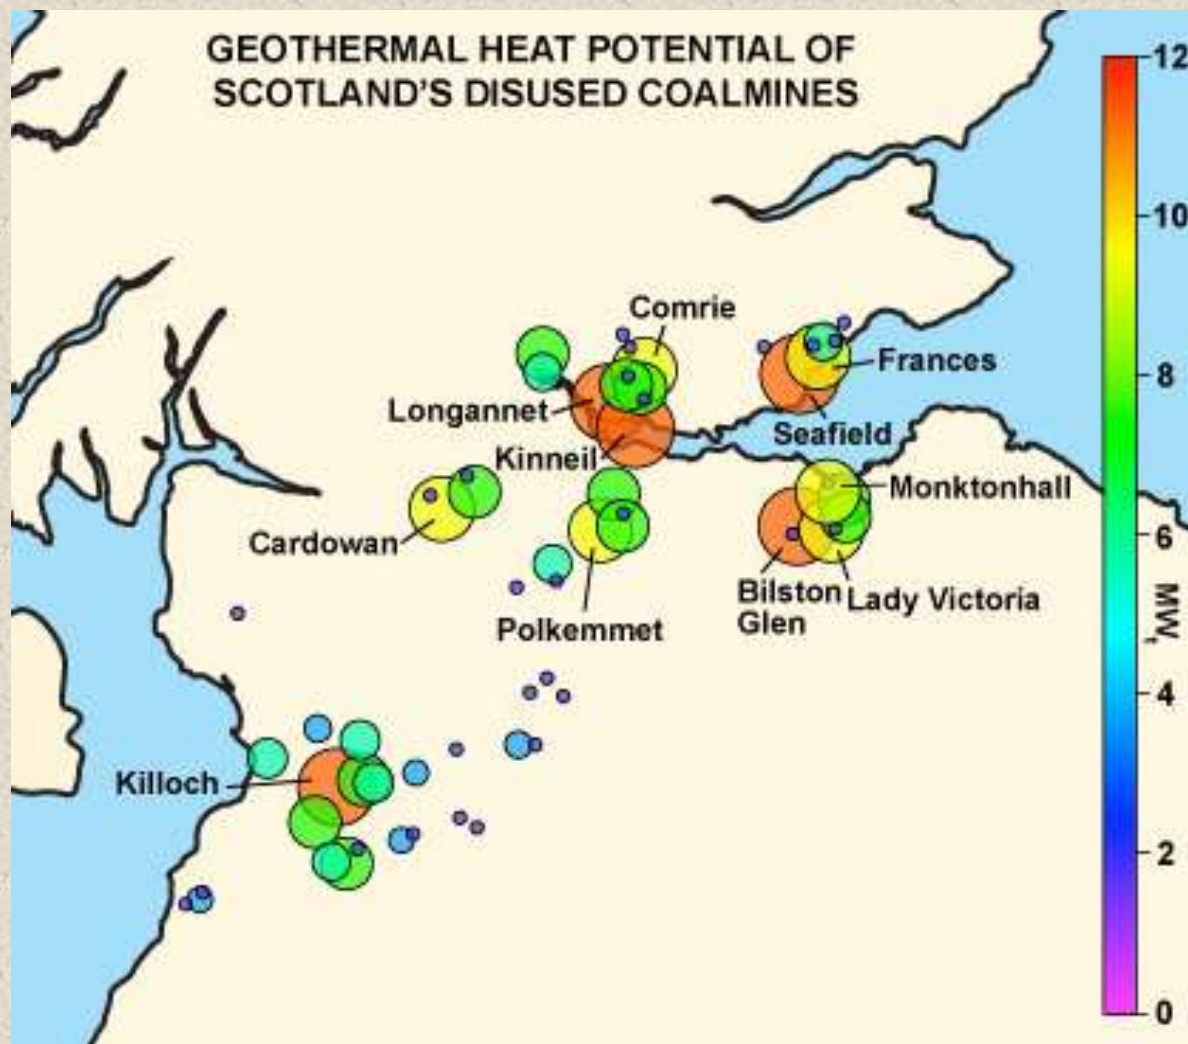 GEOTHERMAL HEAT POTENTIAL OF
SCOTLAND'S DISUSED COALMINES
12
10
8
6
MWt
4
2
0
Comrie
Frances
Longannet
Seafield
Kinneil
Monktonhall
Cardowan
Bilston
Glen
Lady Victoria
Polkemmet
Killoch